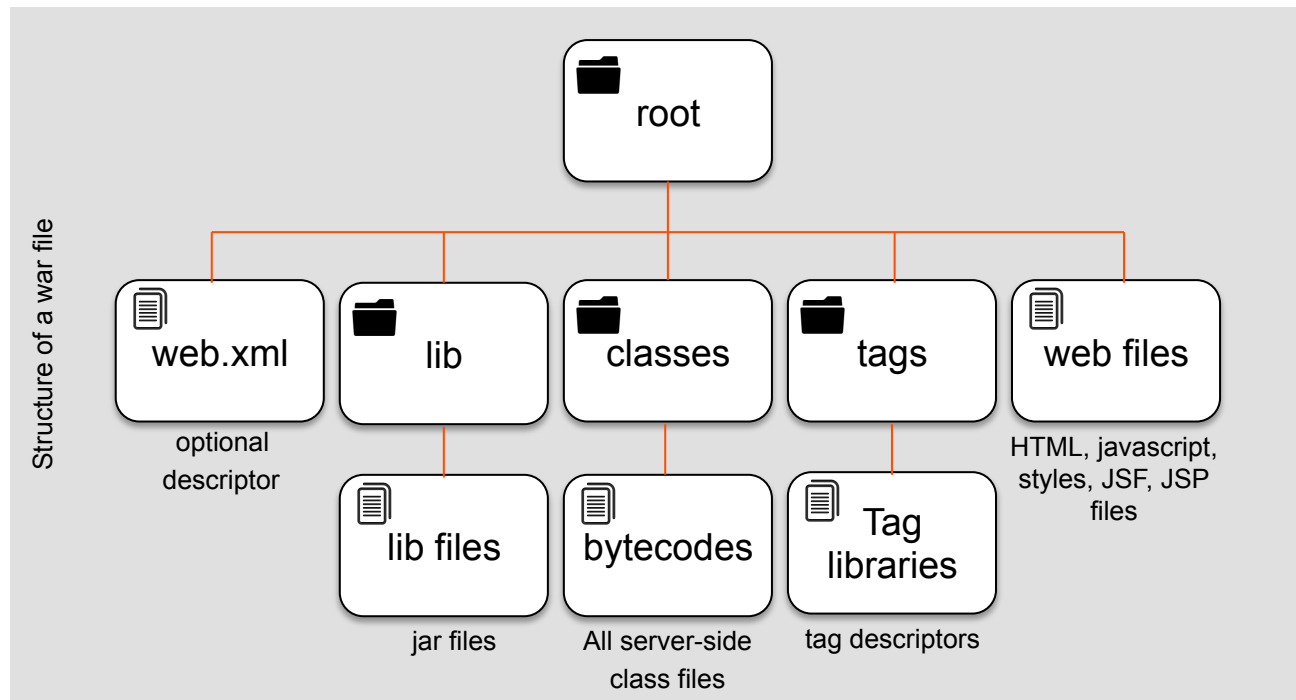 Structure of a war file
root
web.xml
lib
classes
tags
web files
optional
descriptor
HTML, javascript,
styles, JSF, JSP
files
lib files
bytecodes
Tag
libraries
jar files
All server-side
class files
tag descriptors